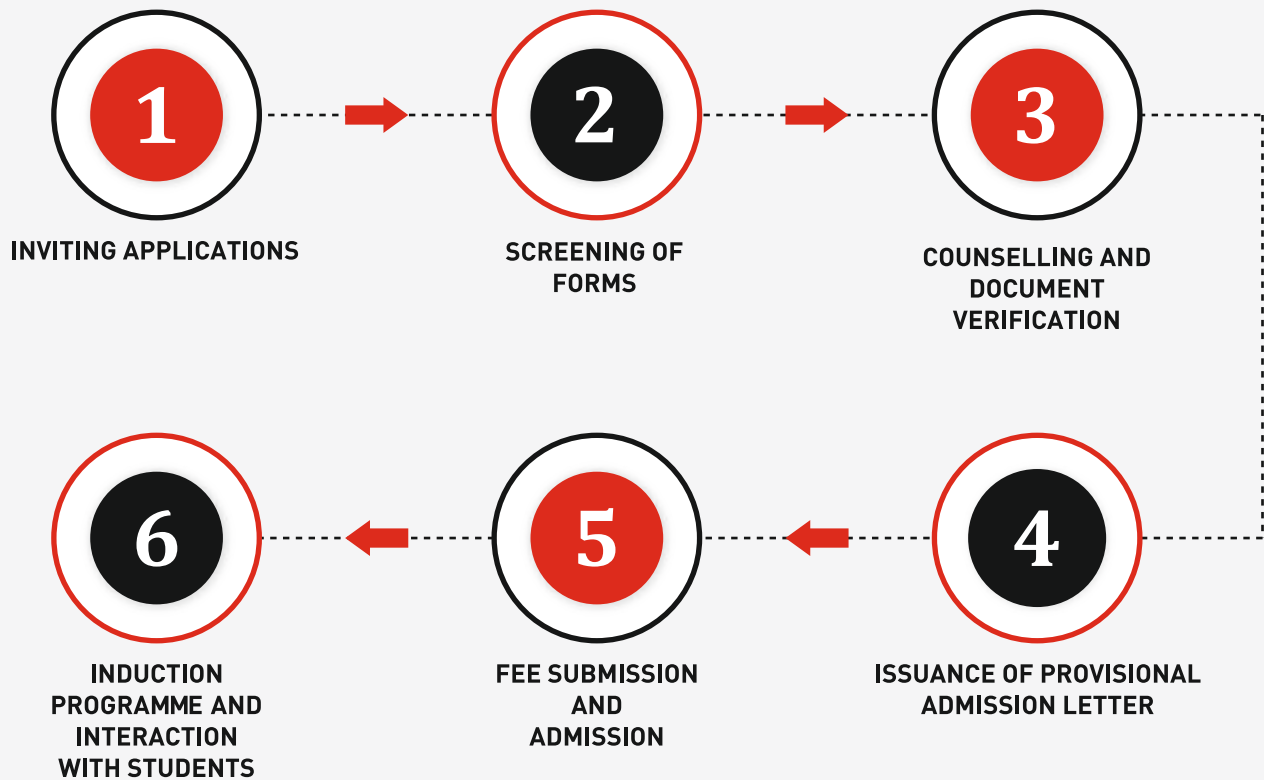 1
INVITING APPLICATIONS
2
SCREENING OF
FORMS
3
COUNSELLING AND
DOCUMENT
VERIFICATION
4
ISSUANCE OF PROVISIONAL
ADMISSION LETTER
5
FEE SUBMISSION
AND
ADMISSION
6
INDUCTION
PROGRAMME AND
INTERACTION
WITH STUDENTS